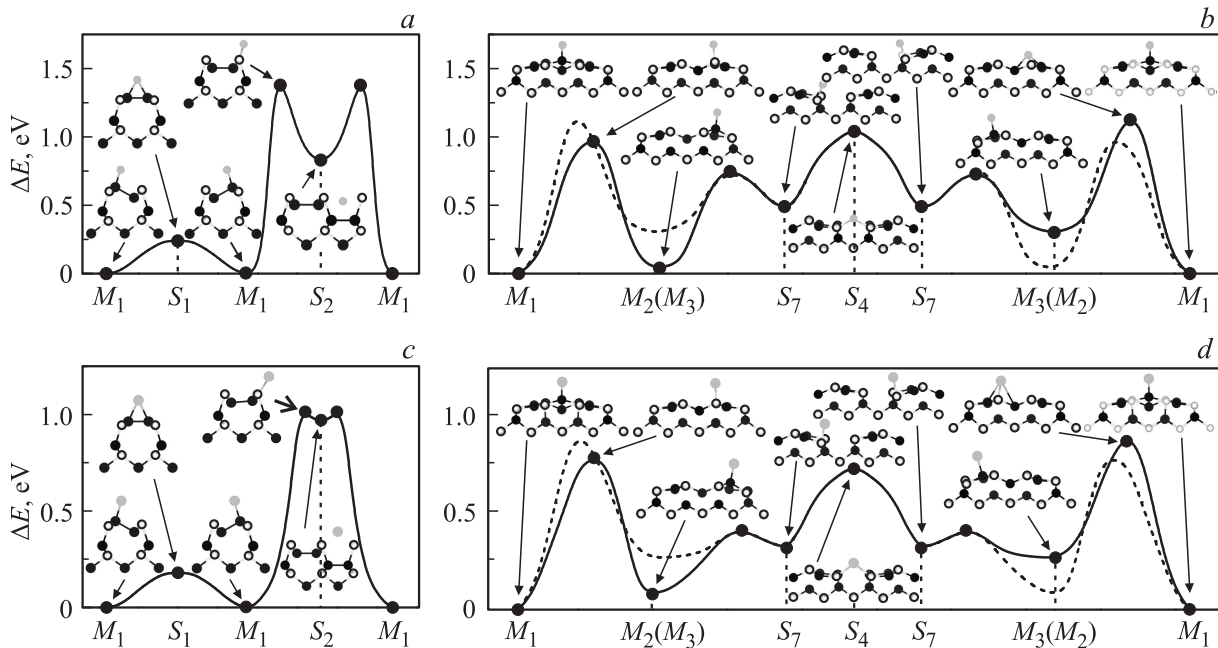 a
b
ΔE, eV
1.5
1.0
0.5
0
1.5
1.0
0.5
0
M₁ S₁ M₁ S₂ M₁
M₁ M₂(M₃) S₇ S₄ S₇ M₃(M₂) M₁
c
d
ΔE, eV
1.0
0.5
0
1.0
0.5
0
M₁ S₁ M₁ S₂ M₁
M₁ M₂(M₃) S₇ S₄ S₇ M₃(M₂) M₁